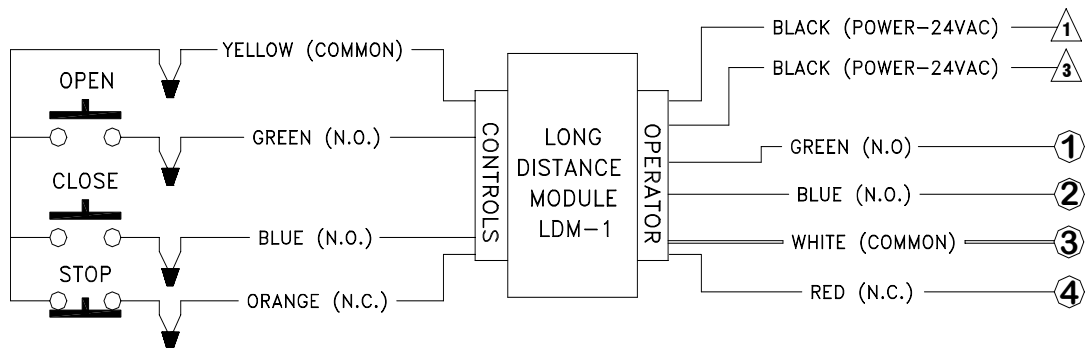 YELLOW (COMMON)
OPEN
GREEN (N.O.)
CLOSE
BLUE (N.O.)
STOP
ORANGE (N.C.)
CONTROLS
LONG
DISTANCE
MODULE
LDM-1
OPERATOR
BLACK (POWER-24VAC) 1
BLACK (POWER-24VAC) 3
GREEN (N.O) 1
BLUE (N.O.) 2
WHITE (COMMON) 3
RED (N.C.) 4